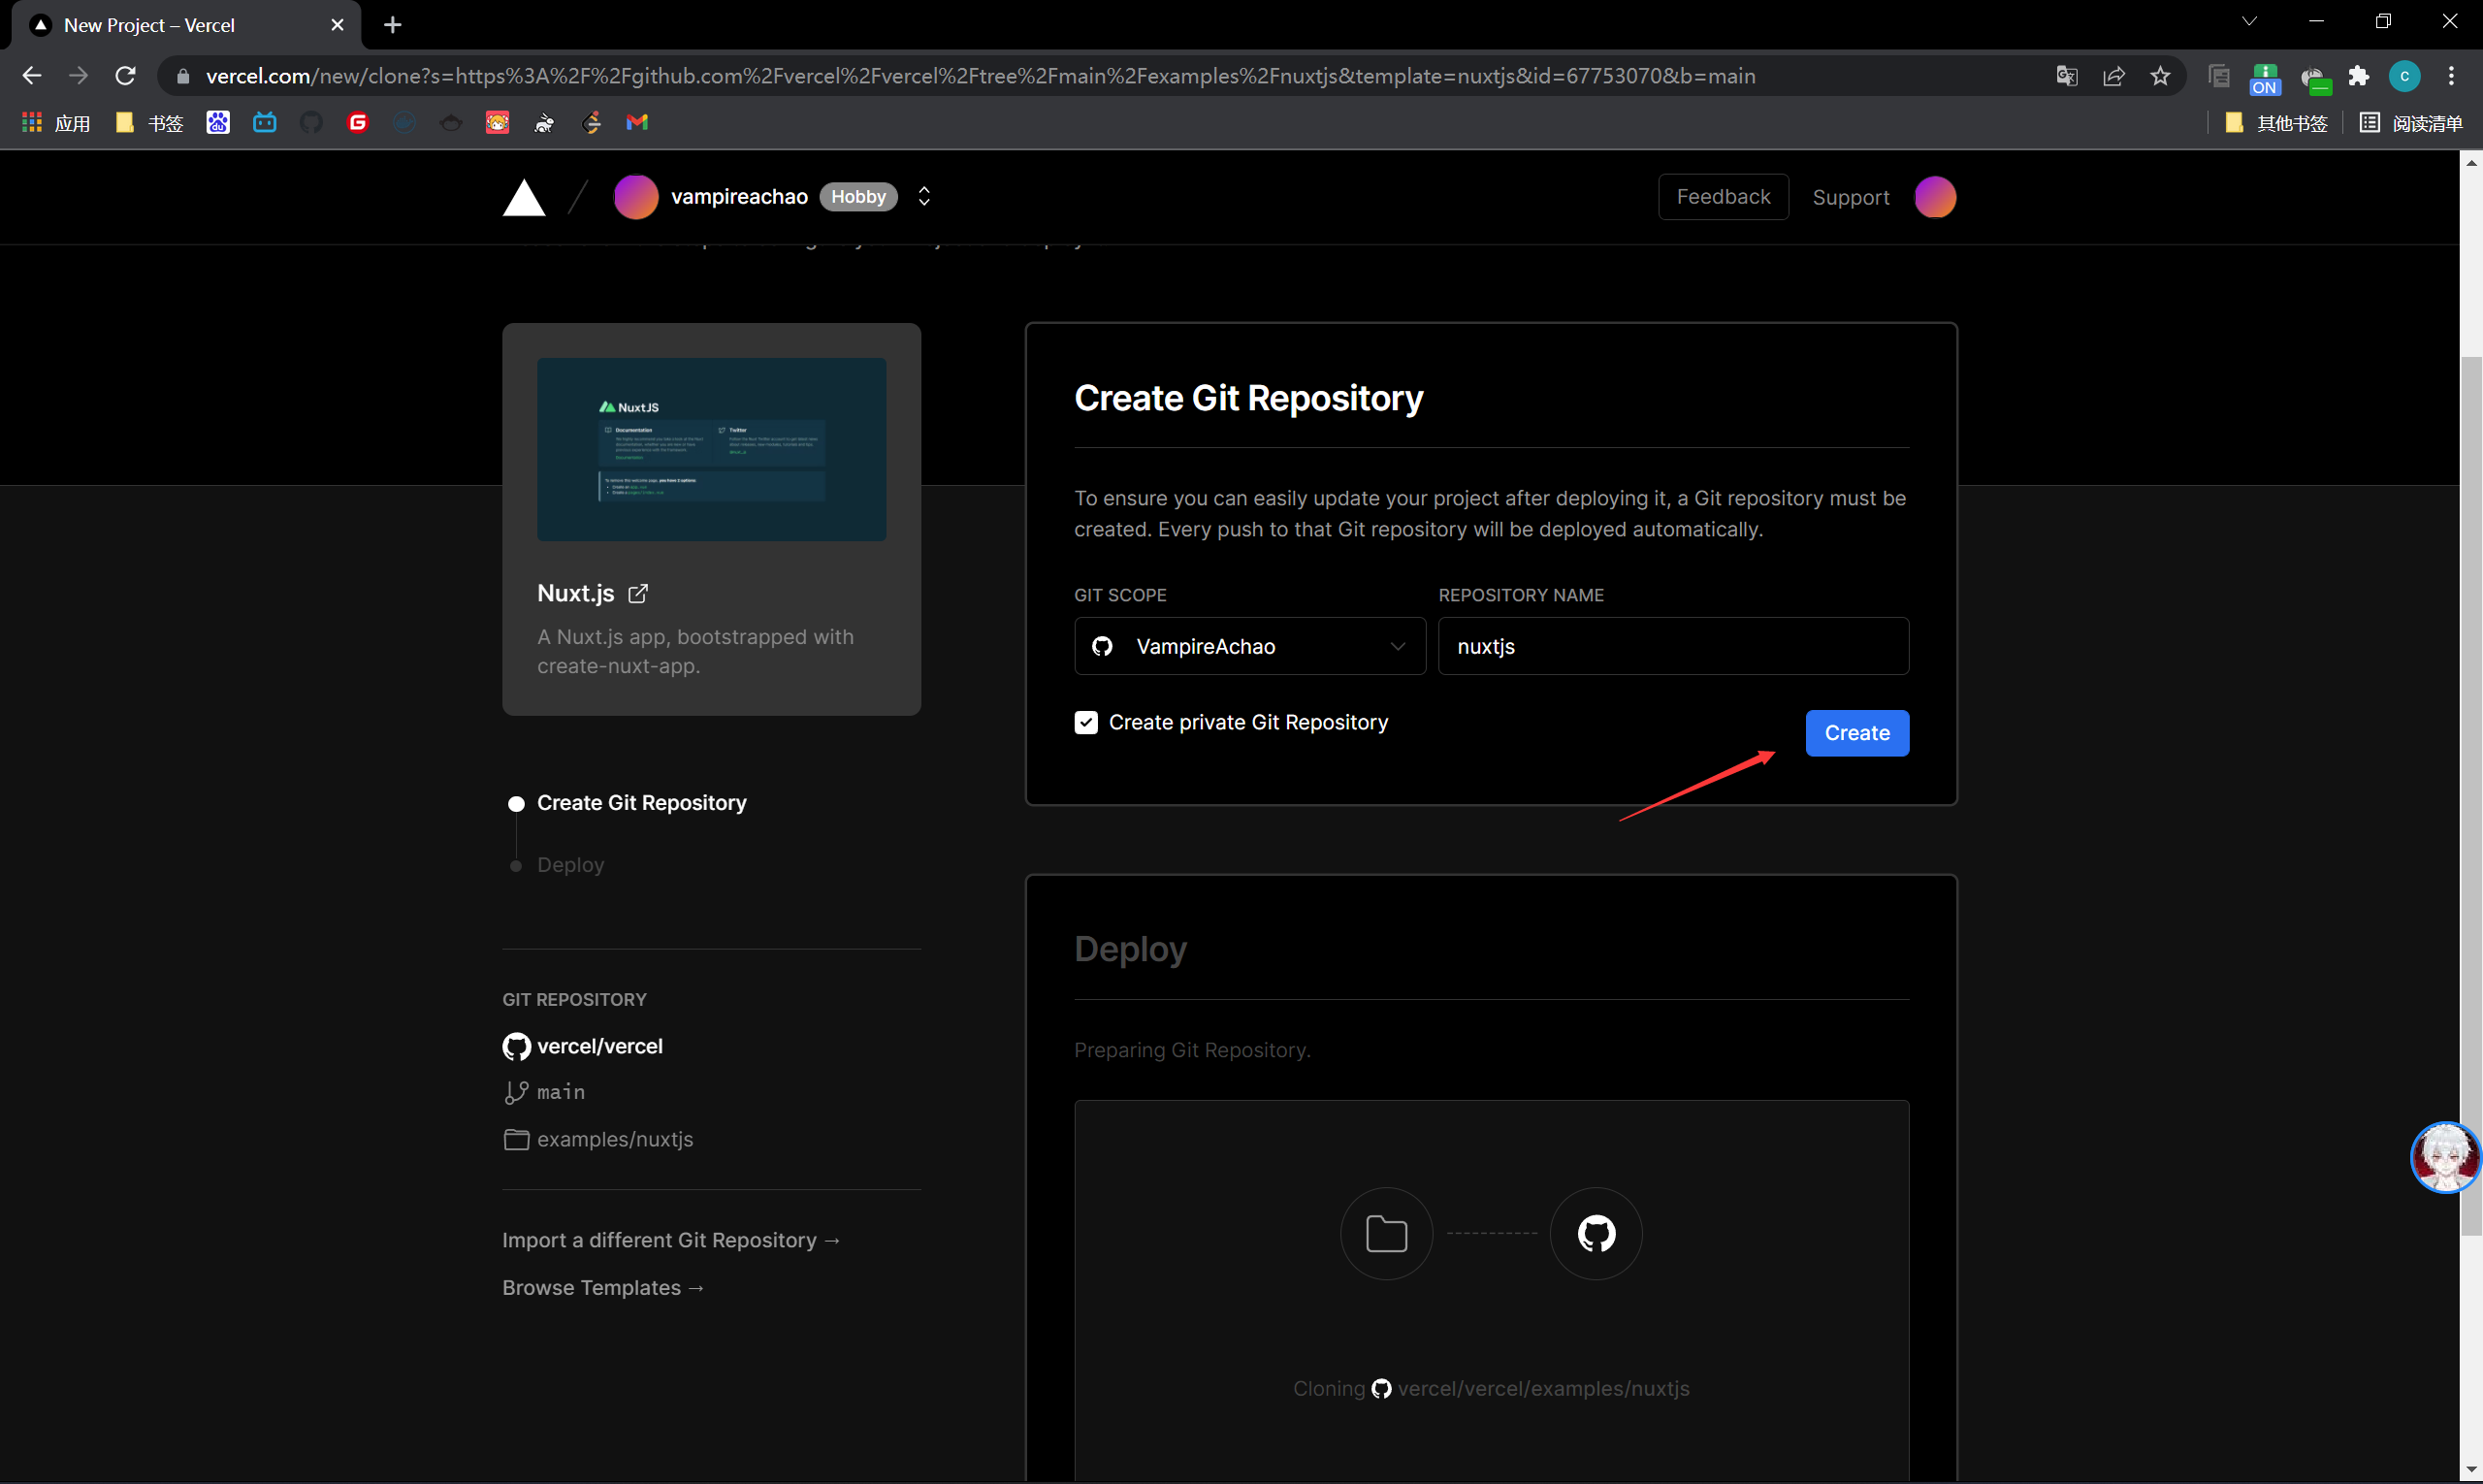 New Project – Vercel
vercel.com/new/clone?s=https%3A%2F%2Fgithub.com%2Fvercel%2Fvercel%2Ftree%2Fmain%2Fexamples%2Fnuxtjs&template=nuxtjs&id=67753070&b=main
ON
C
应用
书签
du
G
其他书签
阅读清单
vampireachao
Hobby
Feedback
Support
NuxtJS
Documentation
Twitter
Nuxt.js
A Nuxt.js app, bootstrapped with
create-nuxt-app.
Create Git Repository
Deploy
GIT REPOSITORY
vercel/vercel
main
examples/nuxtjs
Import a different Git Repository →
Browse Templates →
Create Git Repository
To ensure you can easily update your project after deploying it, a Git repository must be
created. Every push to that Git repository will be deployed automatically.
GIT SCOPE
REPOSITORY NAME
VampireAchao
nuxtjs
Create private Git Repository
Create
Deploy
Preparing Git Repository.
Cloning vercel/vercel/examples/nuxtjs